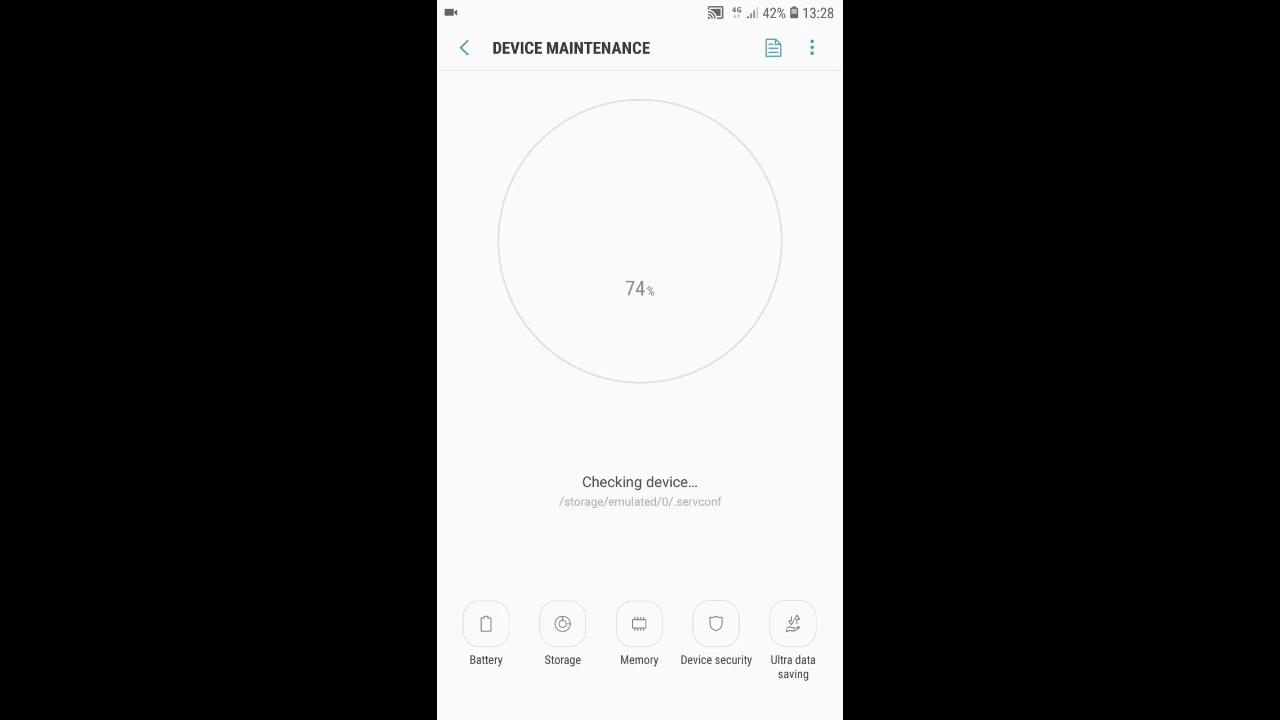 4G 42% 13:28
DEVICE MAINTENANCE
74%
Checking device...
/storage/emulated/0/.servconf
Battery Storage Memory Device security Ultra data
saving